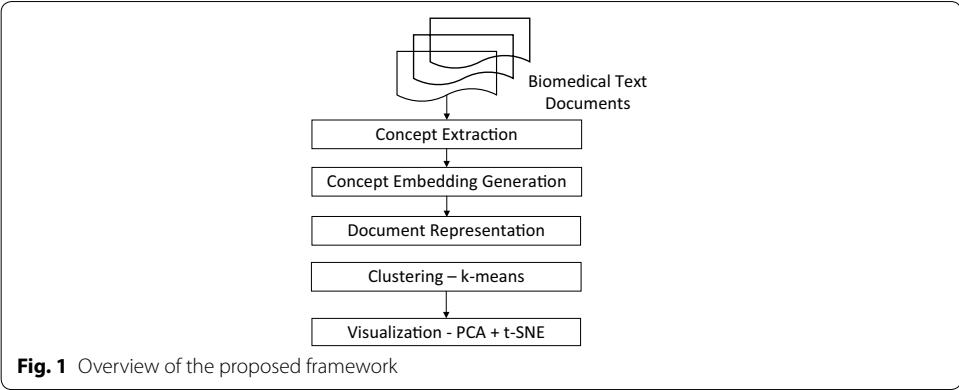 Biomedical Text
Documents
Concept Extraction
Concept Embedding Generation
Document Representation
Clustering – k-means
Visualization - PCA + t-SNE
Fig. 1 Overview of the proposed framework